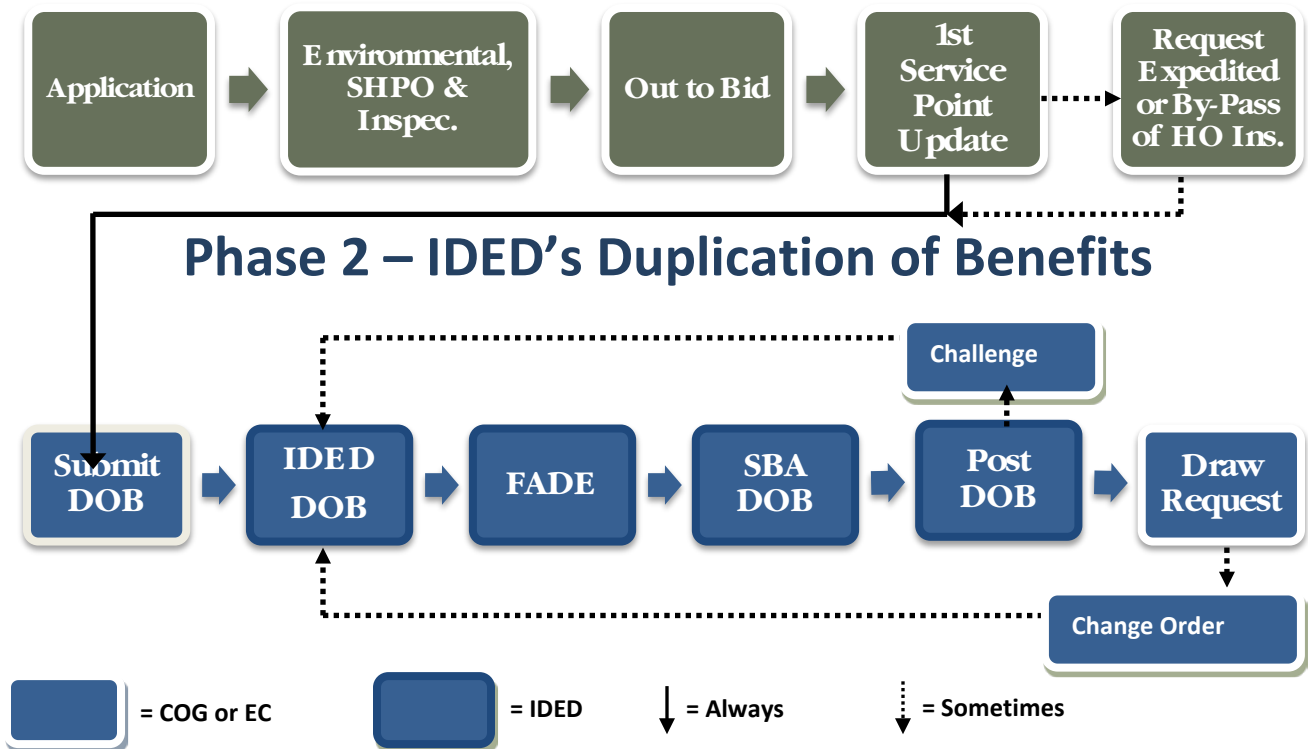 Application
Environmental,
SHPO &
Inspec.
Out to Bid
1st
Service
Point
Update
Request
Expedited
or By-Pass
of HO Ins.
Phase 2 – IDED's Duplication of Benefits
Challenge
Submit
DOB
IDED
DOB
FADE
SBA
DOB
Post
DOB
Draw
Request
Change Order
= COG or EC
= IDED
= Always
= Sometimes